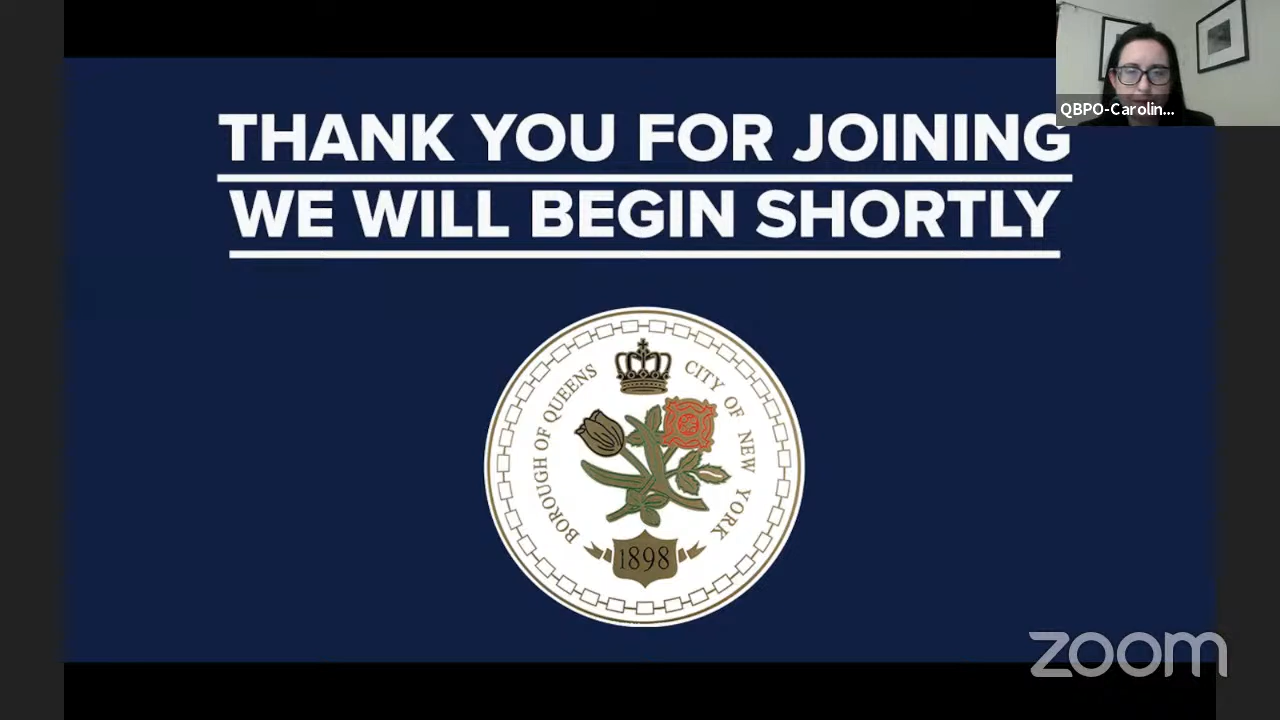 THANK YOU FOR JOINING
WE WILL BEGIN SHORTLY
QBPO-Carolin...
BOROUGH OF QUEENS
CITY OF NEW YORK
1898
zoom